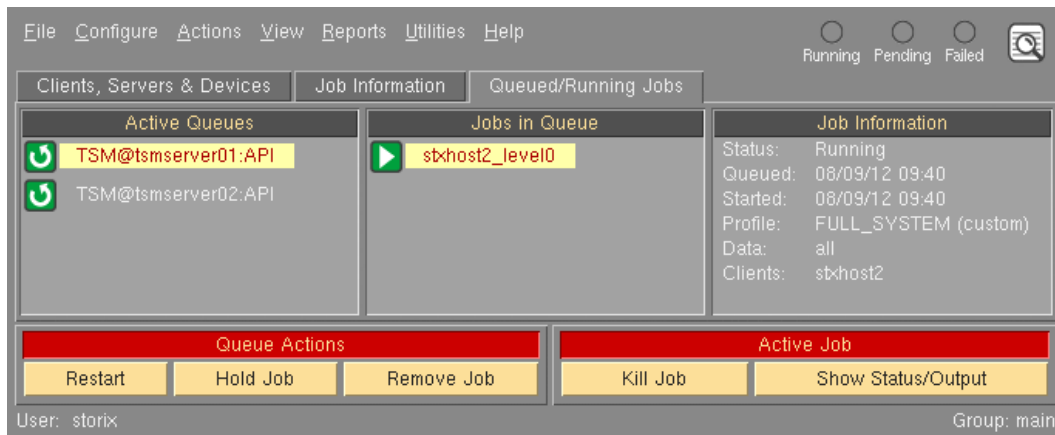 File Configure Actions View Reports Utilities Help
Running Pending Failed
Clients, Servers & Devices Job Information Queued/Running Jobs
Active Queues Jobs in Queue Job Information
TSM@tsmserver01:API stxhost2_level0 Status: Running
Queued: 08/09/12 09:40
TSM@tsmserver02:API Started: 08/09/12 09:40
Profile: FULL_SYSTEM (custom)
Data: all
Clients: stxhost2
Queue Actions Active Job
Restart Hold Job Remove Job Kill Job Show Status/Output
User: storix Group: main